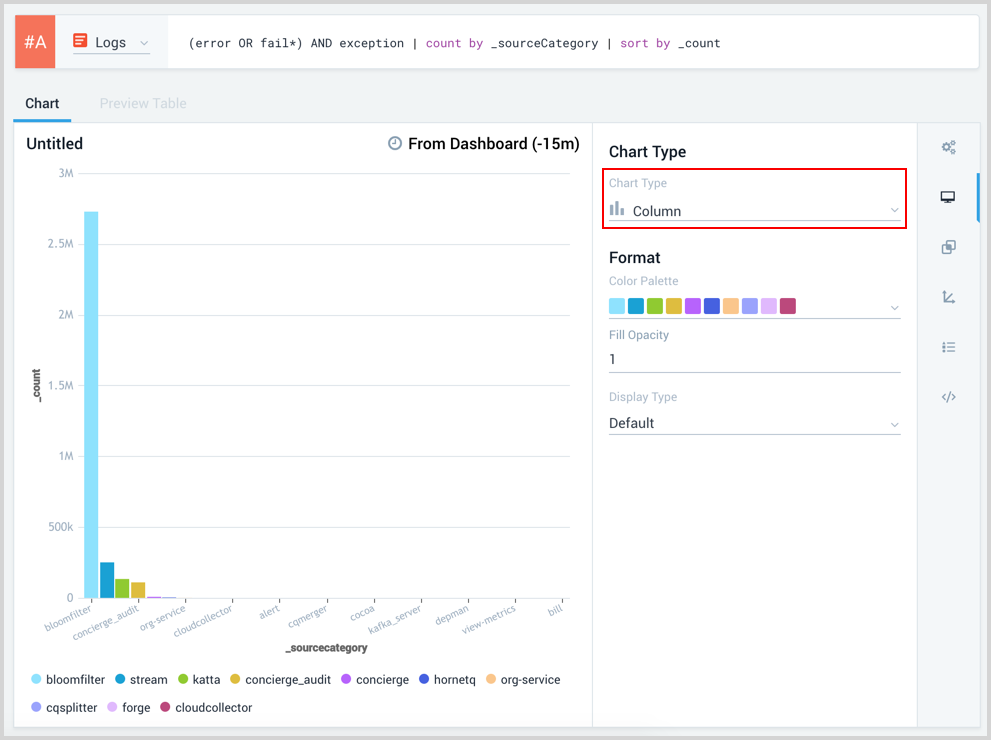 #A Logs (error OR fail*) AND exception | count by _sourceCategory | sort by _count
Chart Preview Table
Untitled From Dashboard (-15m)
3M
2.5M
2M
1.5M
1M
500k
0
_count
bloomfilter concierge_audit org-service cloudcollector alert cqmerger cocoa kafka_server depman view-metrics bill
_sourcecategory
bloomfilter stream katta concierge_audit concierge hornetq org-service
cqsplitter forge cloudcollector
Chart Type
Chart Type
Column
Format
Color Palette
Fill Opacity
1
Display Type
Default